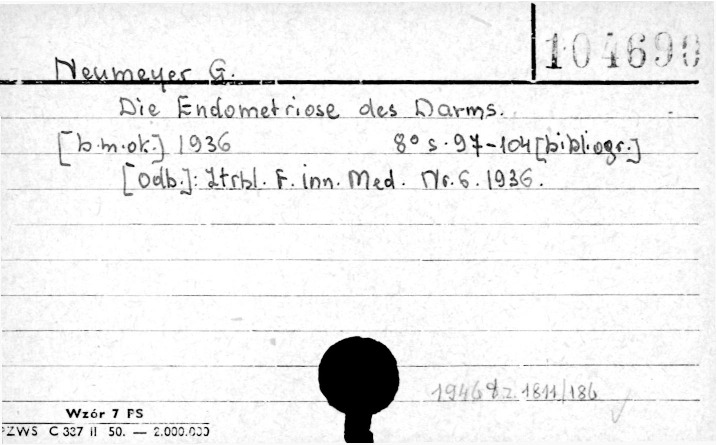 104690
Neumeyer G.
Die Endometriose des Darms.
[b.m.ok.] 1936 8° s. 97-104 [bibliogr.]
[Odb.]: Ztrbl. f. inn. Med. Nr. 6. 1936.
1946 dz. 1811/186
Wzór 7 PS
PZWS C 337 II 50. — 2.000.000